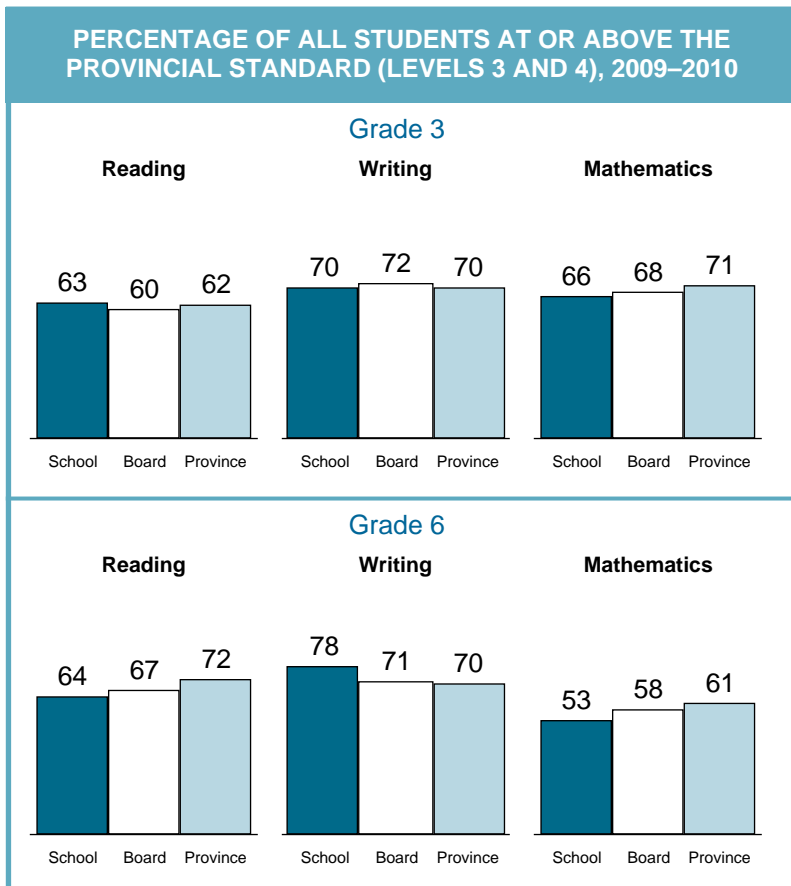 PERCENTAGE OF ALL STUDENTS AT OR ABOVE THE
PROVINCIAL STANDARD (LEVELS 3 AND 4), 2009–2010
Grade 3
Reading Writing Mathematics
63 60 62 70 72 70 66 68 71
School Board Province School Board Province School Board Province
Grade 6
Reading Writing Mathematics
64 67 72 78 71 70 53 58 61
School Board Province School Board Province School Board Province